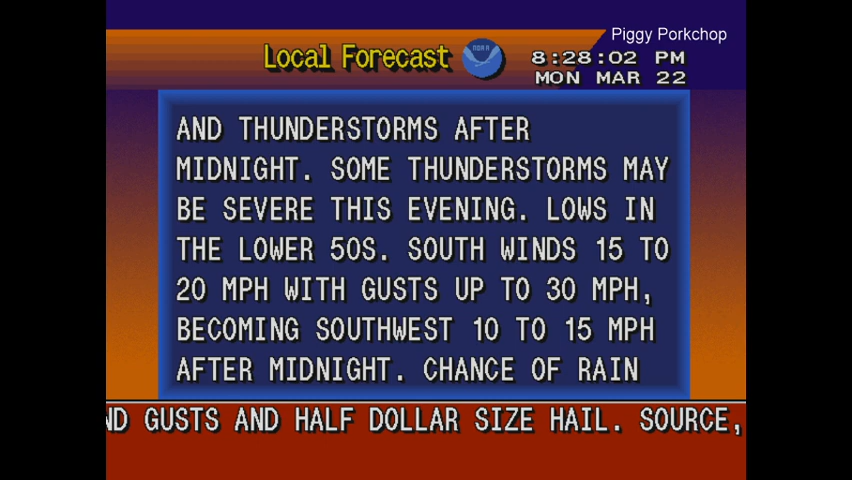 Piggy Porkchop
Local Forecast
NOAA
8:28:02 PM
MON MAR 22
AND THUNDERSTORMS AFTER
MIDNIGHT. SOME THUNDERSTORMS MAY
BE SEVERE THIS EVENING. LOWS IN
THE LOWER 50S. SOUTH WINDS 15 TO
20 MPH WITH GUSTS UP TO 30 MPH,
BECOMING SOUTHWEST 10 TO 15 MPH
AFTER MIDNIGHT. CHANCE OF RAIN
ND GUSTS AND HALF DOLLAR SIZE HAIL. SOURCE,